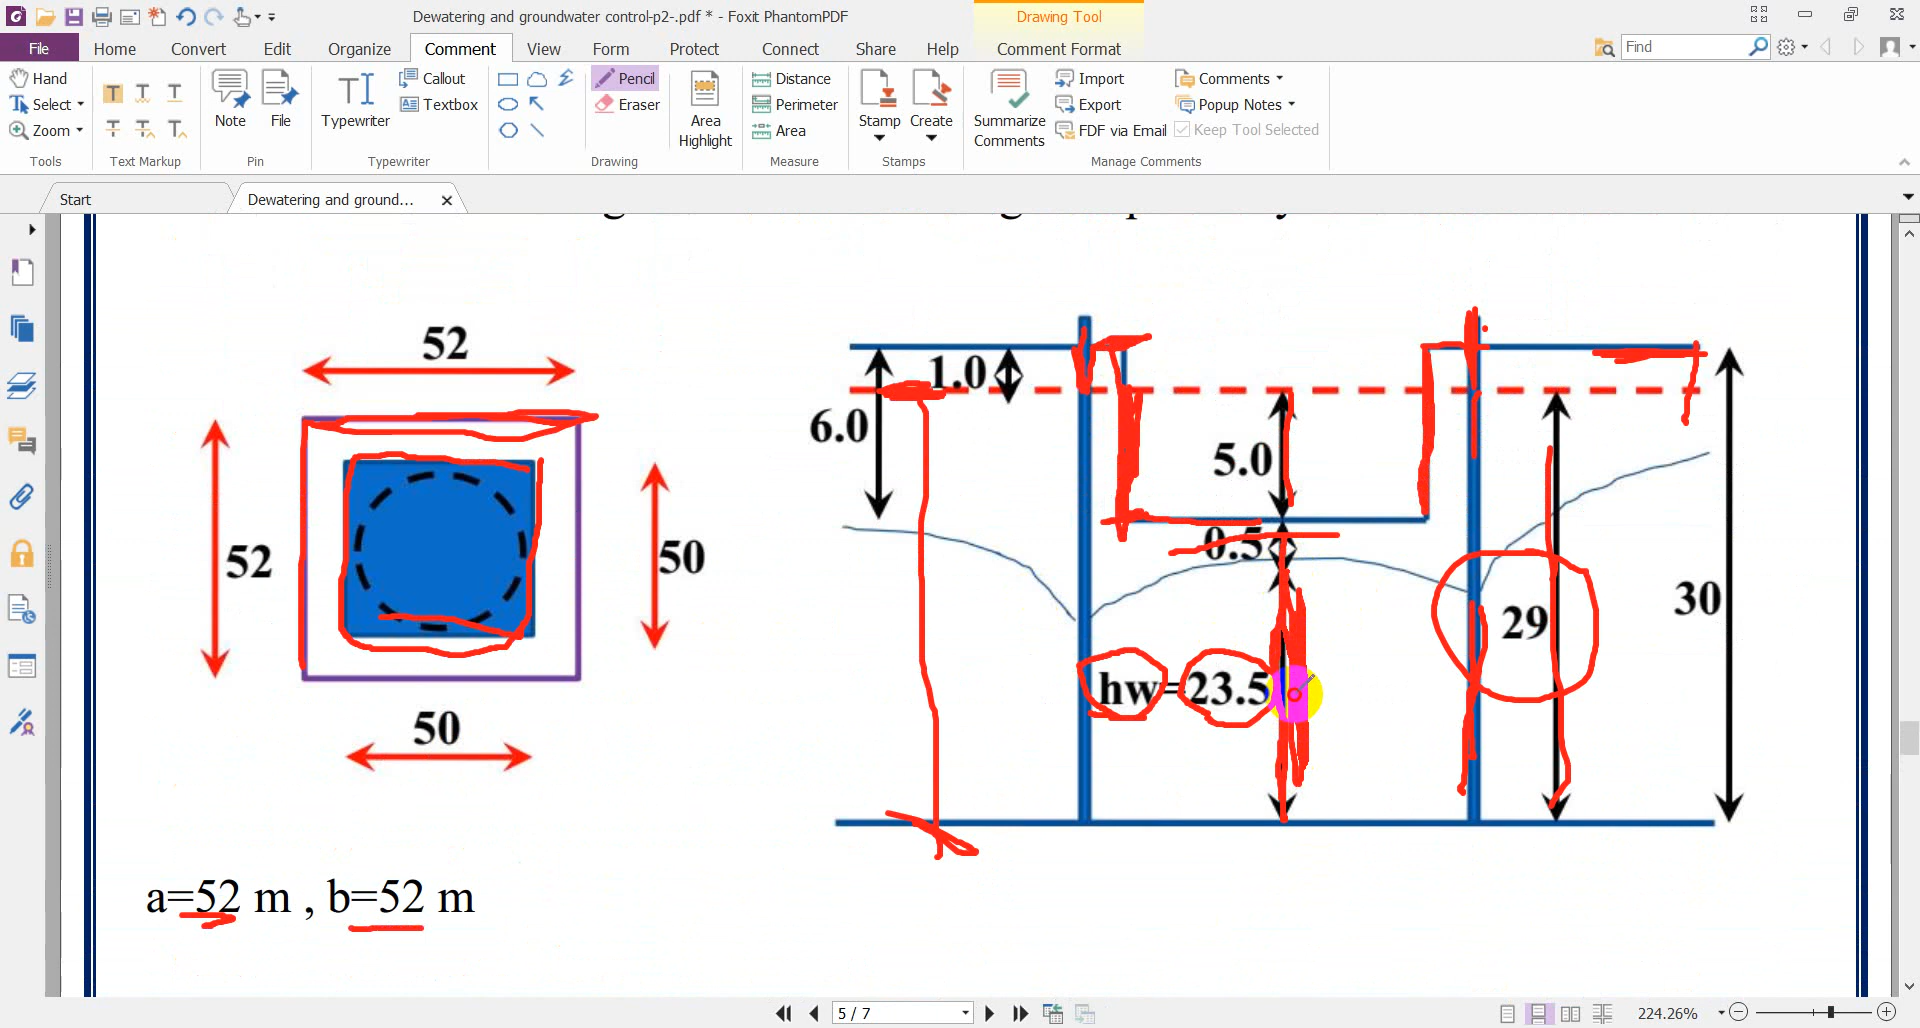 Dewatering and groundwater control-p2-.pdf * - Foxit PhantomPDF
Drawing Tool
File Home Convert Edit Organize Comment View Form Protect Connect Share Help Comment Format
Find
Hand
Select
Zoom
Tools
Text Markup
Note
File
Pin
Typewriter
Callout
Textbox
Typewriter
Pencil
Eraser
Area Highlight
Drawing
Distance
Perimeter
Area
Measure
Stamp
Create
Stamps
Summarize Comments
Import
Export
FDF via Email
Comments
Popup Notes
Keep Tool Selected
Manage Comments
Start
Dewatering and ground...
52
52
50
50
1.0
6.0
5.0
0.5
hw=23.5
29
30
a=52 m , b=52 m
5 / 7
224.26%